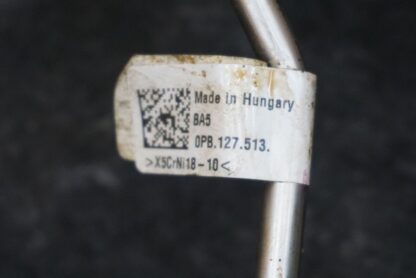 Made in Hungary
BA5
0PB.127.513.
>X5CrNi18-10<